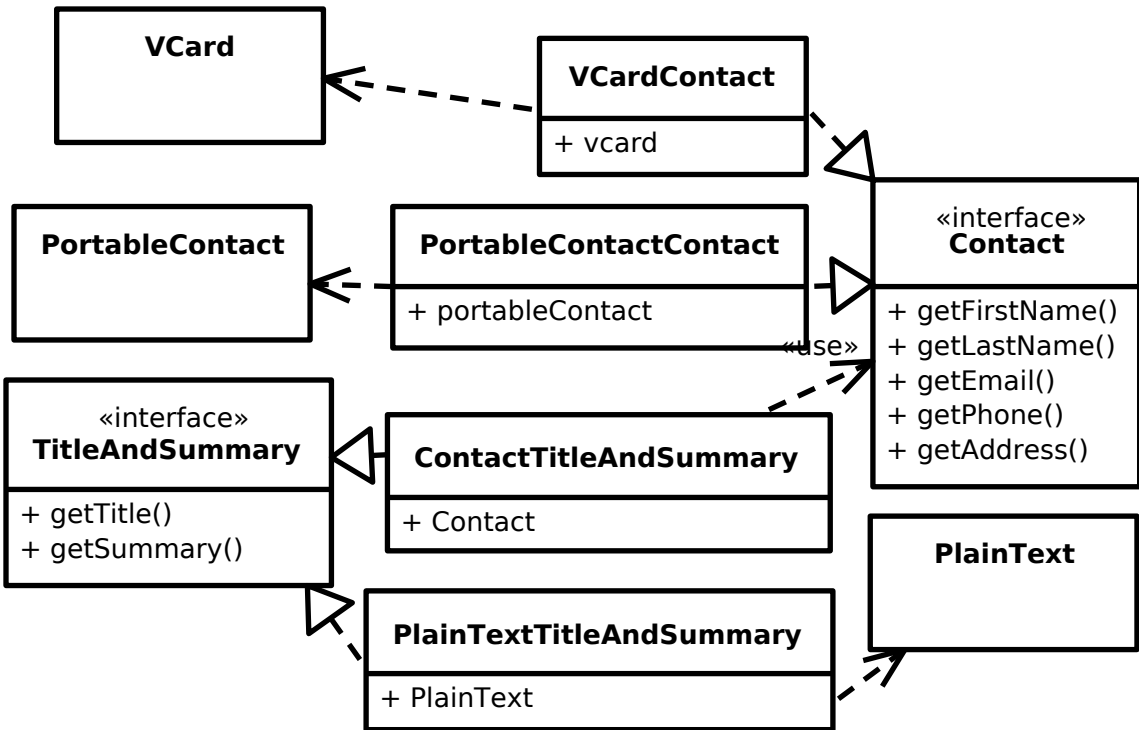 VCard
VCardContact
+ vcard
PortableContact
PortableContactContact
+ portableContact
«interface»
Contact
+ getFirstName()
+ getLastName()
+ getEmail()
+ getPhone()
+ getAddress()
«use»
«interface»
TitleAndSummary
+ getTitle()
+ getSummary()
ContactTitleAndSummary
+ Contact
PlainText
PlainTextTitleAndSummary
+ PlainText